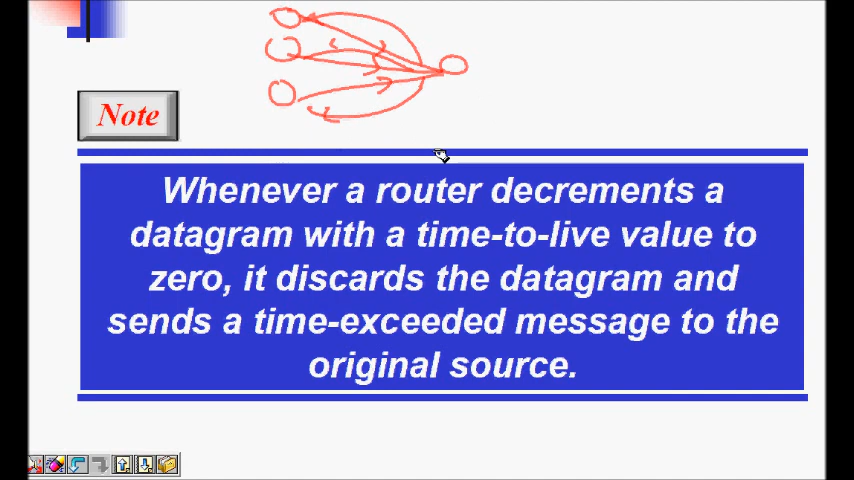 Note
Whenever a router decrements a
datagram with a time-to-live value to
zero, it discards the datagram and
sends a time-exceeded message to the
original source.